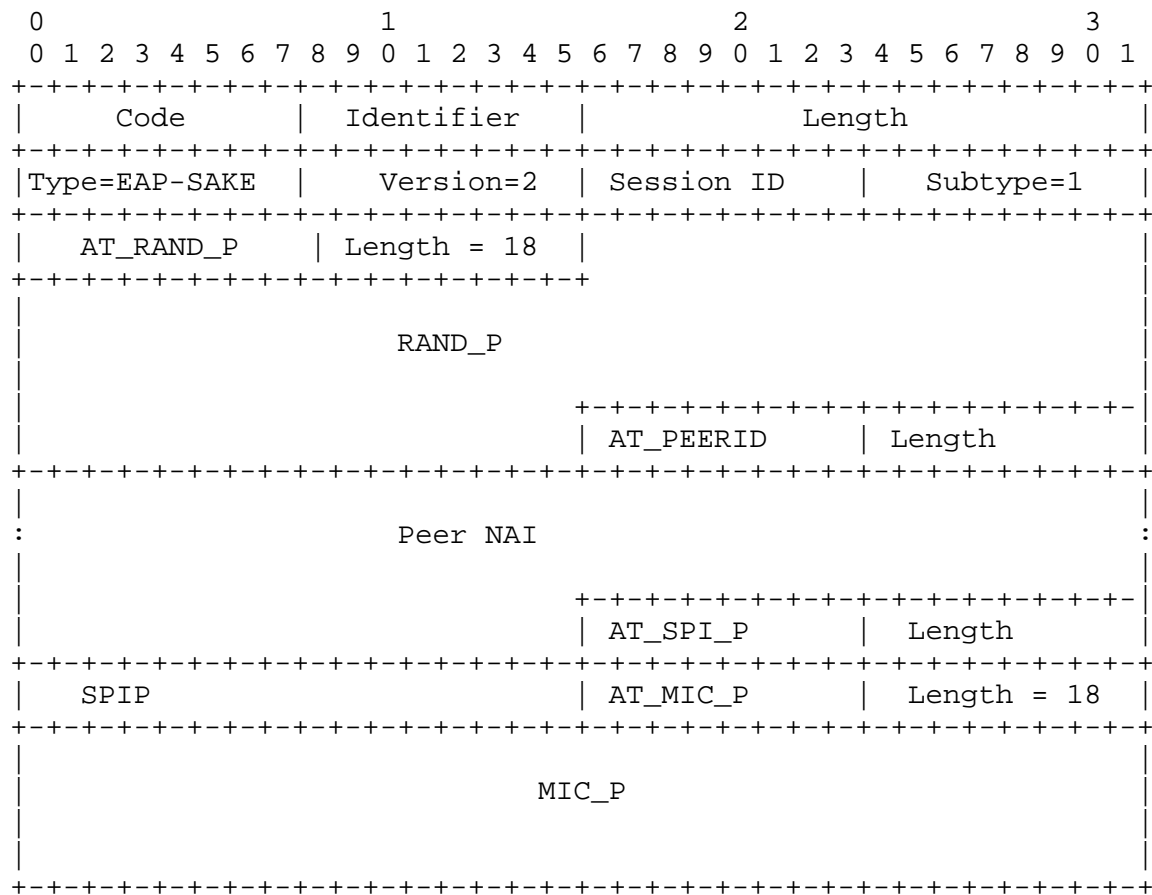 0                   1                   2                   3
 0 1 2 3 4 5 6 7 8 9 0 1 2 3 4 5 6 7 8 9 0 1 2 3 4 5 6 7 8 9 0 1
+-+-+-+-+-+-+-+-+-+-+-+-+-+-+-+-+-+-+-+-+-+-+-+-+-+-+-+-+-+-+-+-+
|      Code     |  Identifier   |            Length             |
+-+-+-+-+-+-+-+-+-+-+-+-+-+-+-+-+-+-+-+-+-+-+-+-+-+-+-+-+-+-+-+-+
|Type=EAP-SAKE  |    Version=2  | Session ID    |   Subtype=1   |
+-+-+-+-+-+-+-+-+-+-+-+-+-+-+-+-+-+-+-+-+-+-+-+-+-+-+-+-+-+-+-+-+
|   AT_RAND_P    | Length = 18  |                               |
+-+-+-+-+-+-+-+-+-+-+-+-+-+-+-+-+                               |
|                                                               |
|                     RAND_P                                    |
|                                                               |
|                               +-+-+-+-+-+-+-+-+-+-+-+-+-+-+-+-|
|                               | AT_PEERID     | Length        |
+-+-+-+-+-+-+-+-+-+-+-+-+-+-+-+-+-+-+-+-+-+-+-+-+-+-+-+-+-+-+-+-+
|                                                               |
:                     Peer NAI                                  :
|                                                               |
|                               +-+-+-+-+-+-+-+-+-+-+-+-+-+-+-+-|
|                               | AT_SPI_P      |  Length       |
+-+-+-+-+-+-+-+-+-+-+-+-+-+-+-+-+-+-+-+-+-+-+-+-+-+-+-+-+-+-+-+-+
|   SPIP                        | AT_MIC_P      |  Length = 18  |
+-+-+-+-+-+-+-+-+-+-+-+-+-+-+-+-+-+-+-+-+-+-+-+-+-+-+-+-+-+-+-+-+
|                                                               |
|                             MIC_P                             |
|                                                               |
|                                                               |
+-+-+-+-+-+-+-+-+-+-+-+-+-+-+-+-+-+-+-+-+-+-+-+-+-+-+-+-+-+-+-+-+